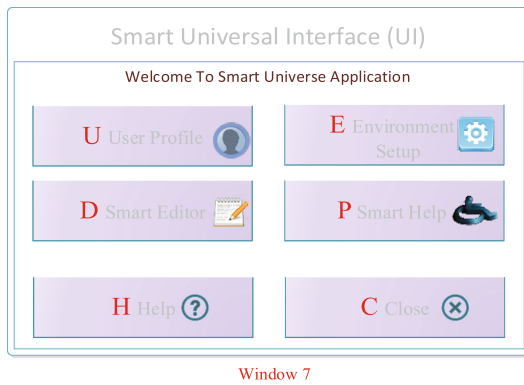 Smart Universal Interface (UI)
Welcome To Smart Universe Application
U User Profile
E Environment
Setup
D Smart Editor
P Smart Help
H Help ?
C Close
Window 7